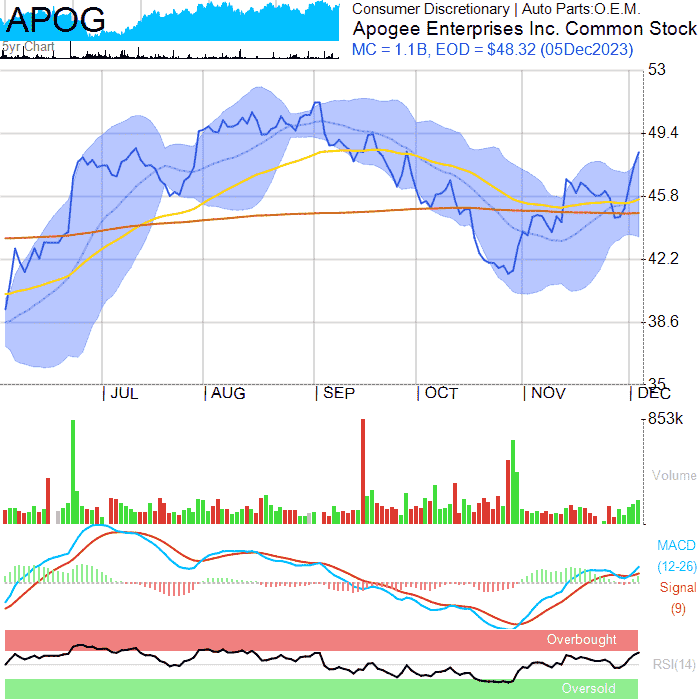 APOG
5yr Chart
Consumer Discretionary | Auto Parts:O.E.M.
Apogee Enterprises Inc. Common Stock
MC = 1.1B, EOD = $48.32 (05Dec2023)
53
49.4
45.8
42.2
38.6
35
JUL AUG SEP OCT NOV DEC
853k
Volume
MACD
(12-26)
Signal
(9)
Overbought
RSI(14)
Oversold